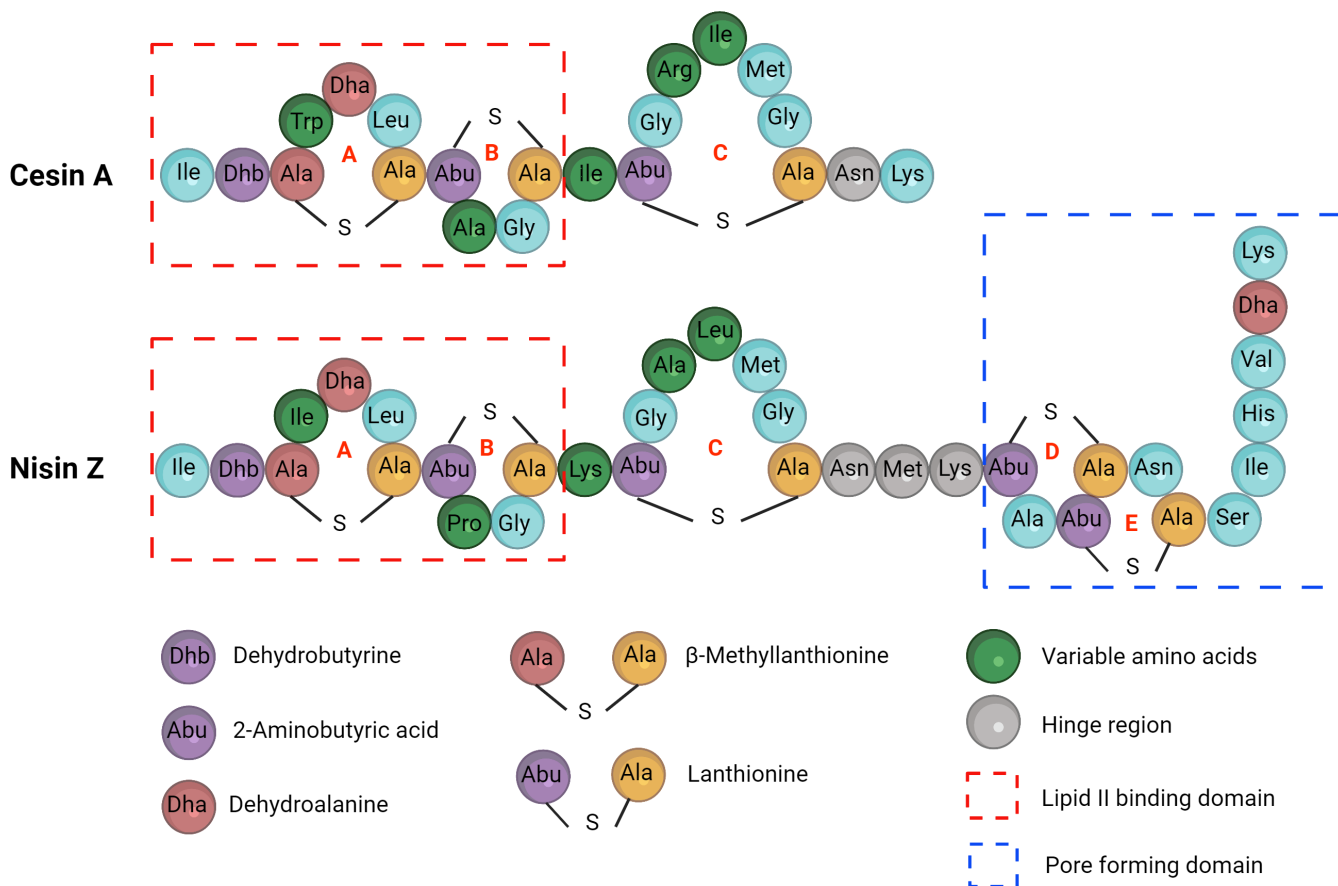 Cesin A
Ile Dhb Ala Trp Dha Leu Ala Abu Ala Gly Ala Ile Abu Gly Arg Ile Met Gly Ala Asn Lys
A B C
S S S
Nisin Z
Ile Dhb Ala Ile Dha Leu Ala Abu Pro Gly Ala Lys Abu Gly Ala Leu Met Gly Ala Asn Met Lys Abu Ala Abu Ala Asn Ala Ser Ile His Val Dha Lys
A B C D E
S S S S S
Dhb Dehydrobutyrine
Abu 2-Aminobutyric acid
Dha Dehydroalanine
Ala Ala β-Methyllanthionine
S
Abu Ala Lanthionine
S
Variable amino acids
Hinge region
Lipid II binding domain
Pore forming domain